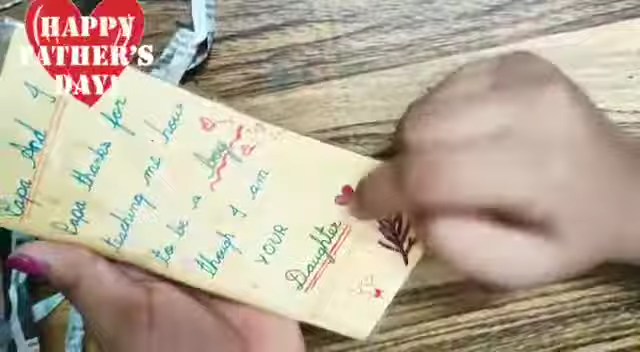 (HAPPY
FATHER'S
DAY!
Papa And I
Papa thanks for
teaching me how
to be a boy
though I am
YOUR
Daughter